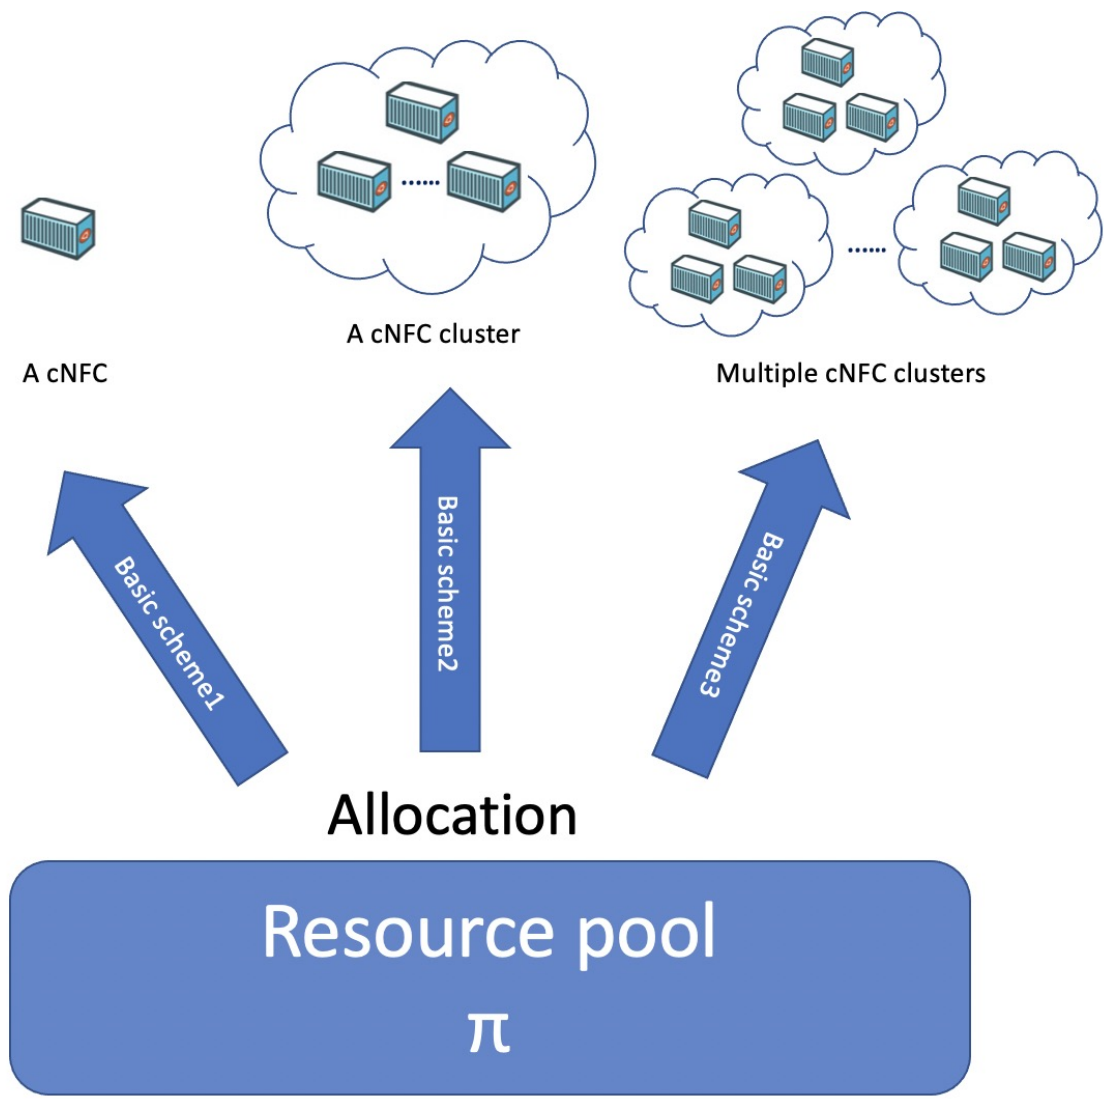 A cNFC cluster
A cNFC
Multiple cNFC clusters
Basic scheme1
Basic scheme2
Basic scheme3
Allocation
Resource pool
π